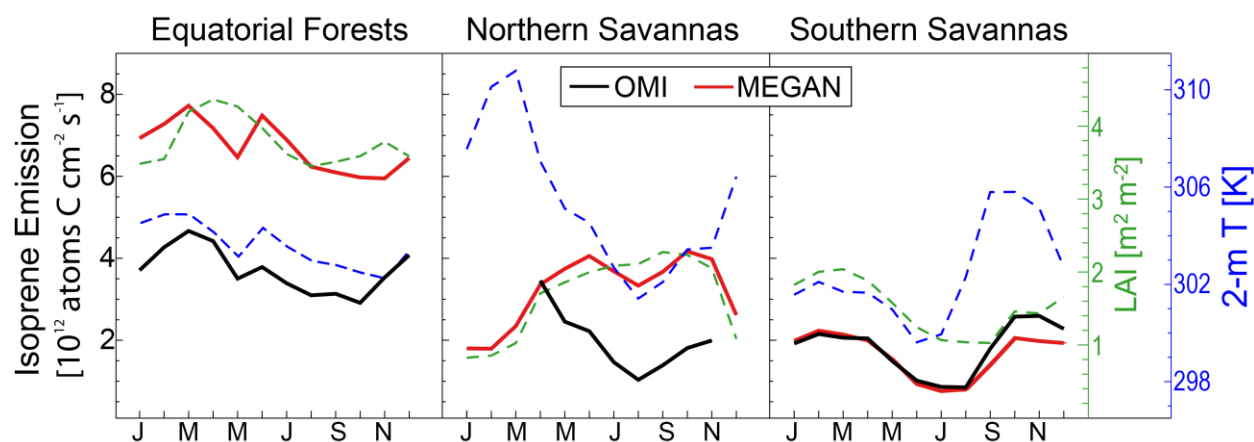 Equatorial Forests Northern Savannas Southern Savannas
OMI MEGAN
Isoprene Emission
[10¹² atoms C cm⁻² s⁻¹]
8
6
4
2
4
3
2
1
LAI [m² m⁻²]
310
306
302
298
2-m T [K]
J M M J S N J M M J S N J M M J S N